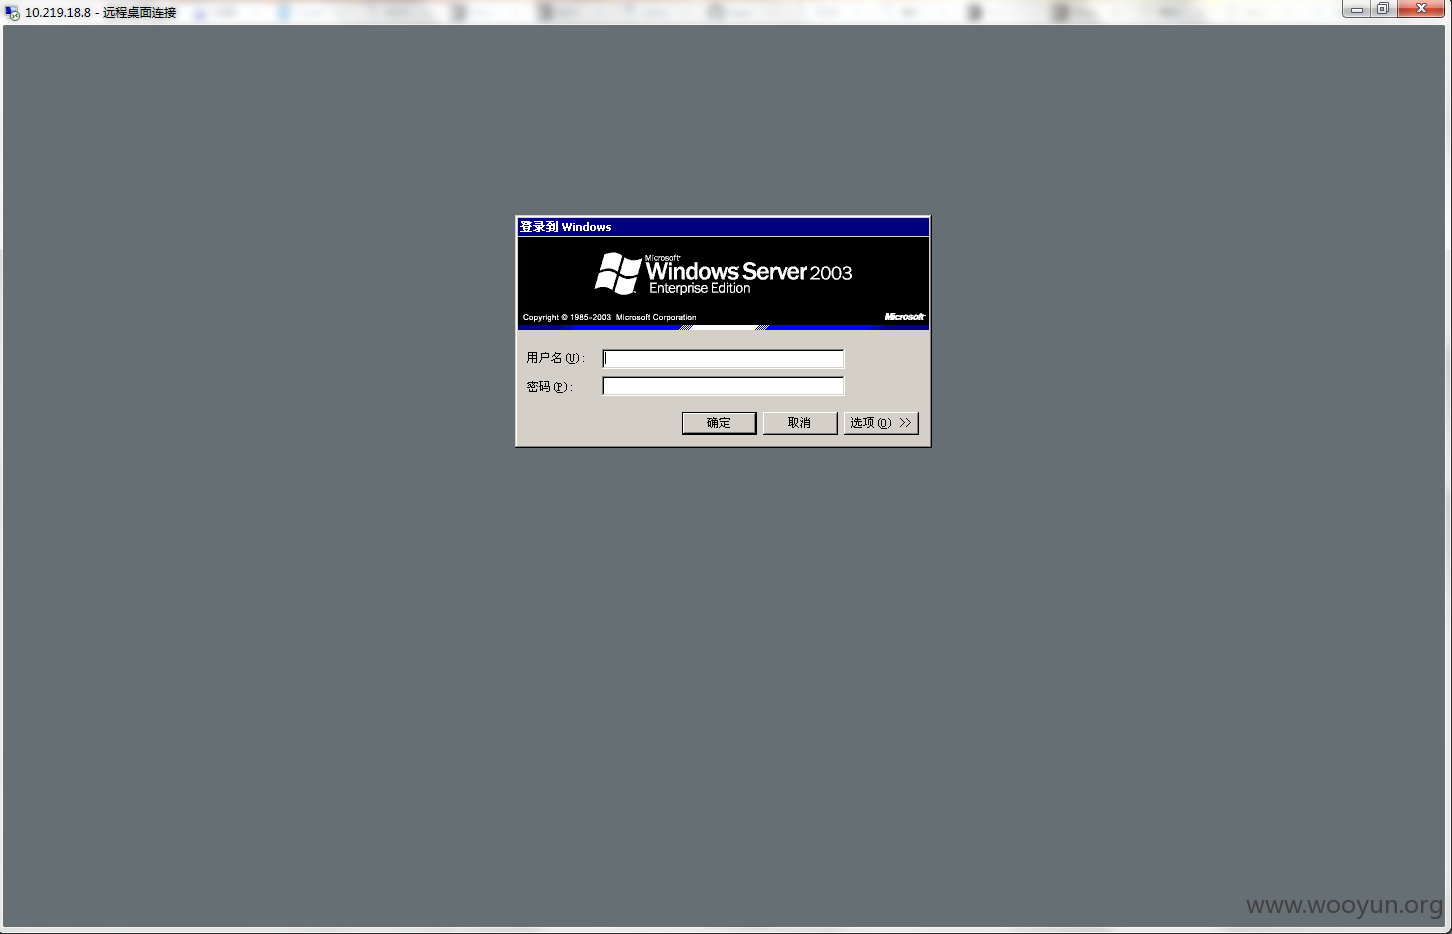 10.219.18.8 - 远程桌面连接
登录到 Windows
Microsoft
Windows Server 2003
Enterprise Edition
Copyright © 1985-2003 Microsoft Corporation
Microsoft
用户名(U):
密码(P):
确定
取消
选项(O) >>
www.wooyun.org